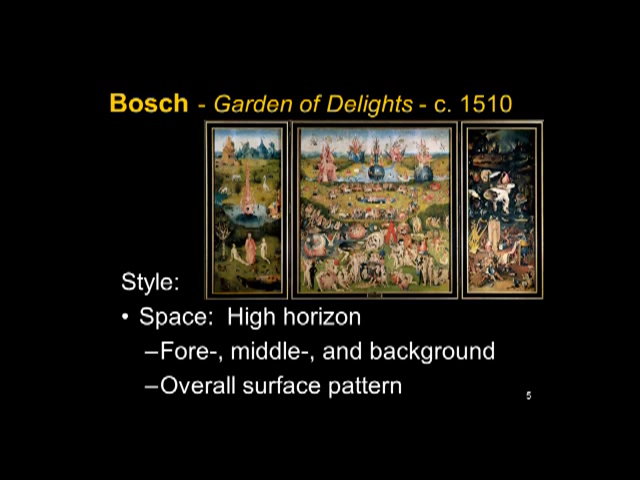 Bosch - Garden of Delights - c. 1510
Style:
• Space: High horizon
–Fore-, middle-, and background
–Overall surface pattern
5